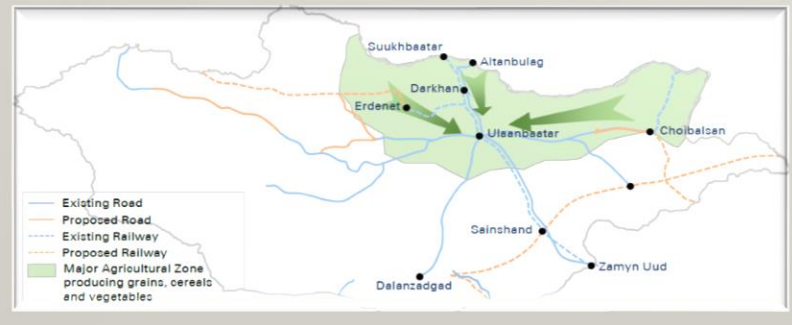 Suukhbaatar
Altanbulag
Darkhan
Erdenet
Ulaanbaatar
Choibalsan
Sainshand
Zamyn Uud
Dalanzadgad
Existing Road
Proposed Road
Existing Railway
Proposed Railway
Major Agricultural Zone
producing grains, cereals
and vegetables